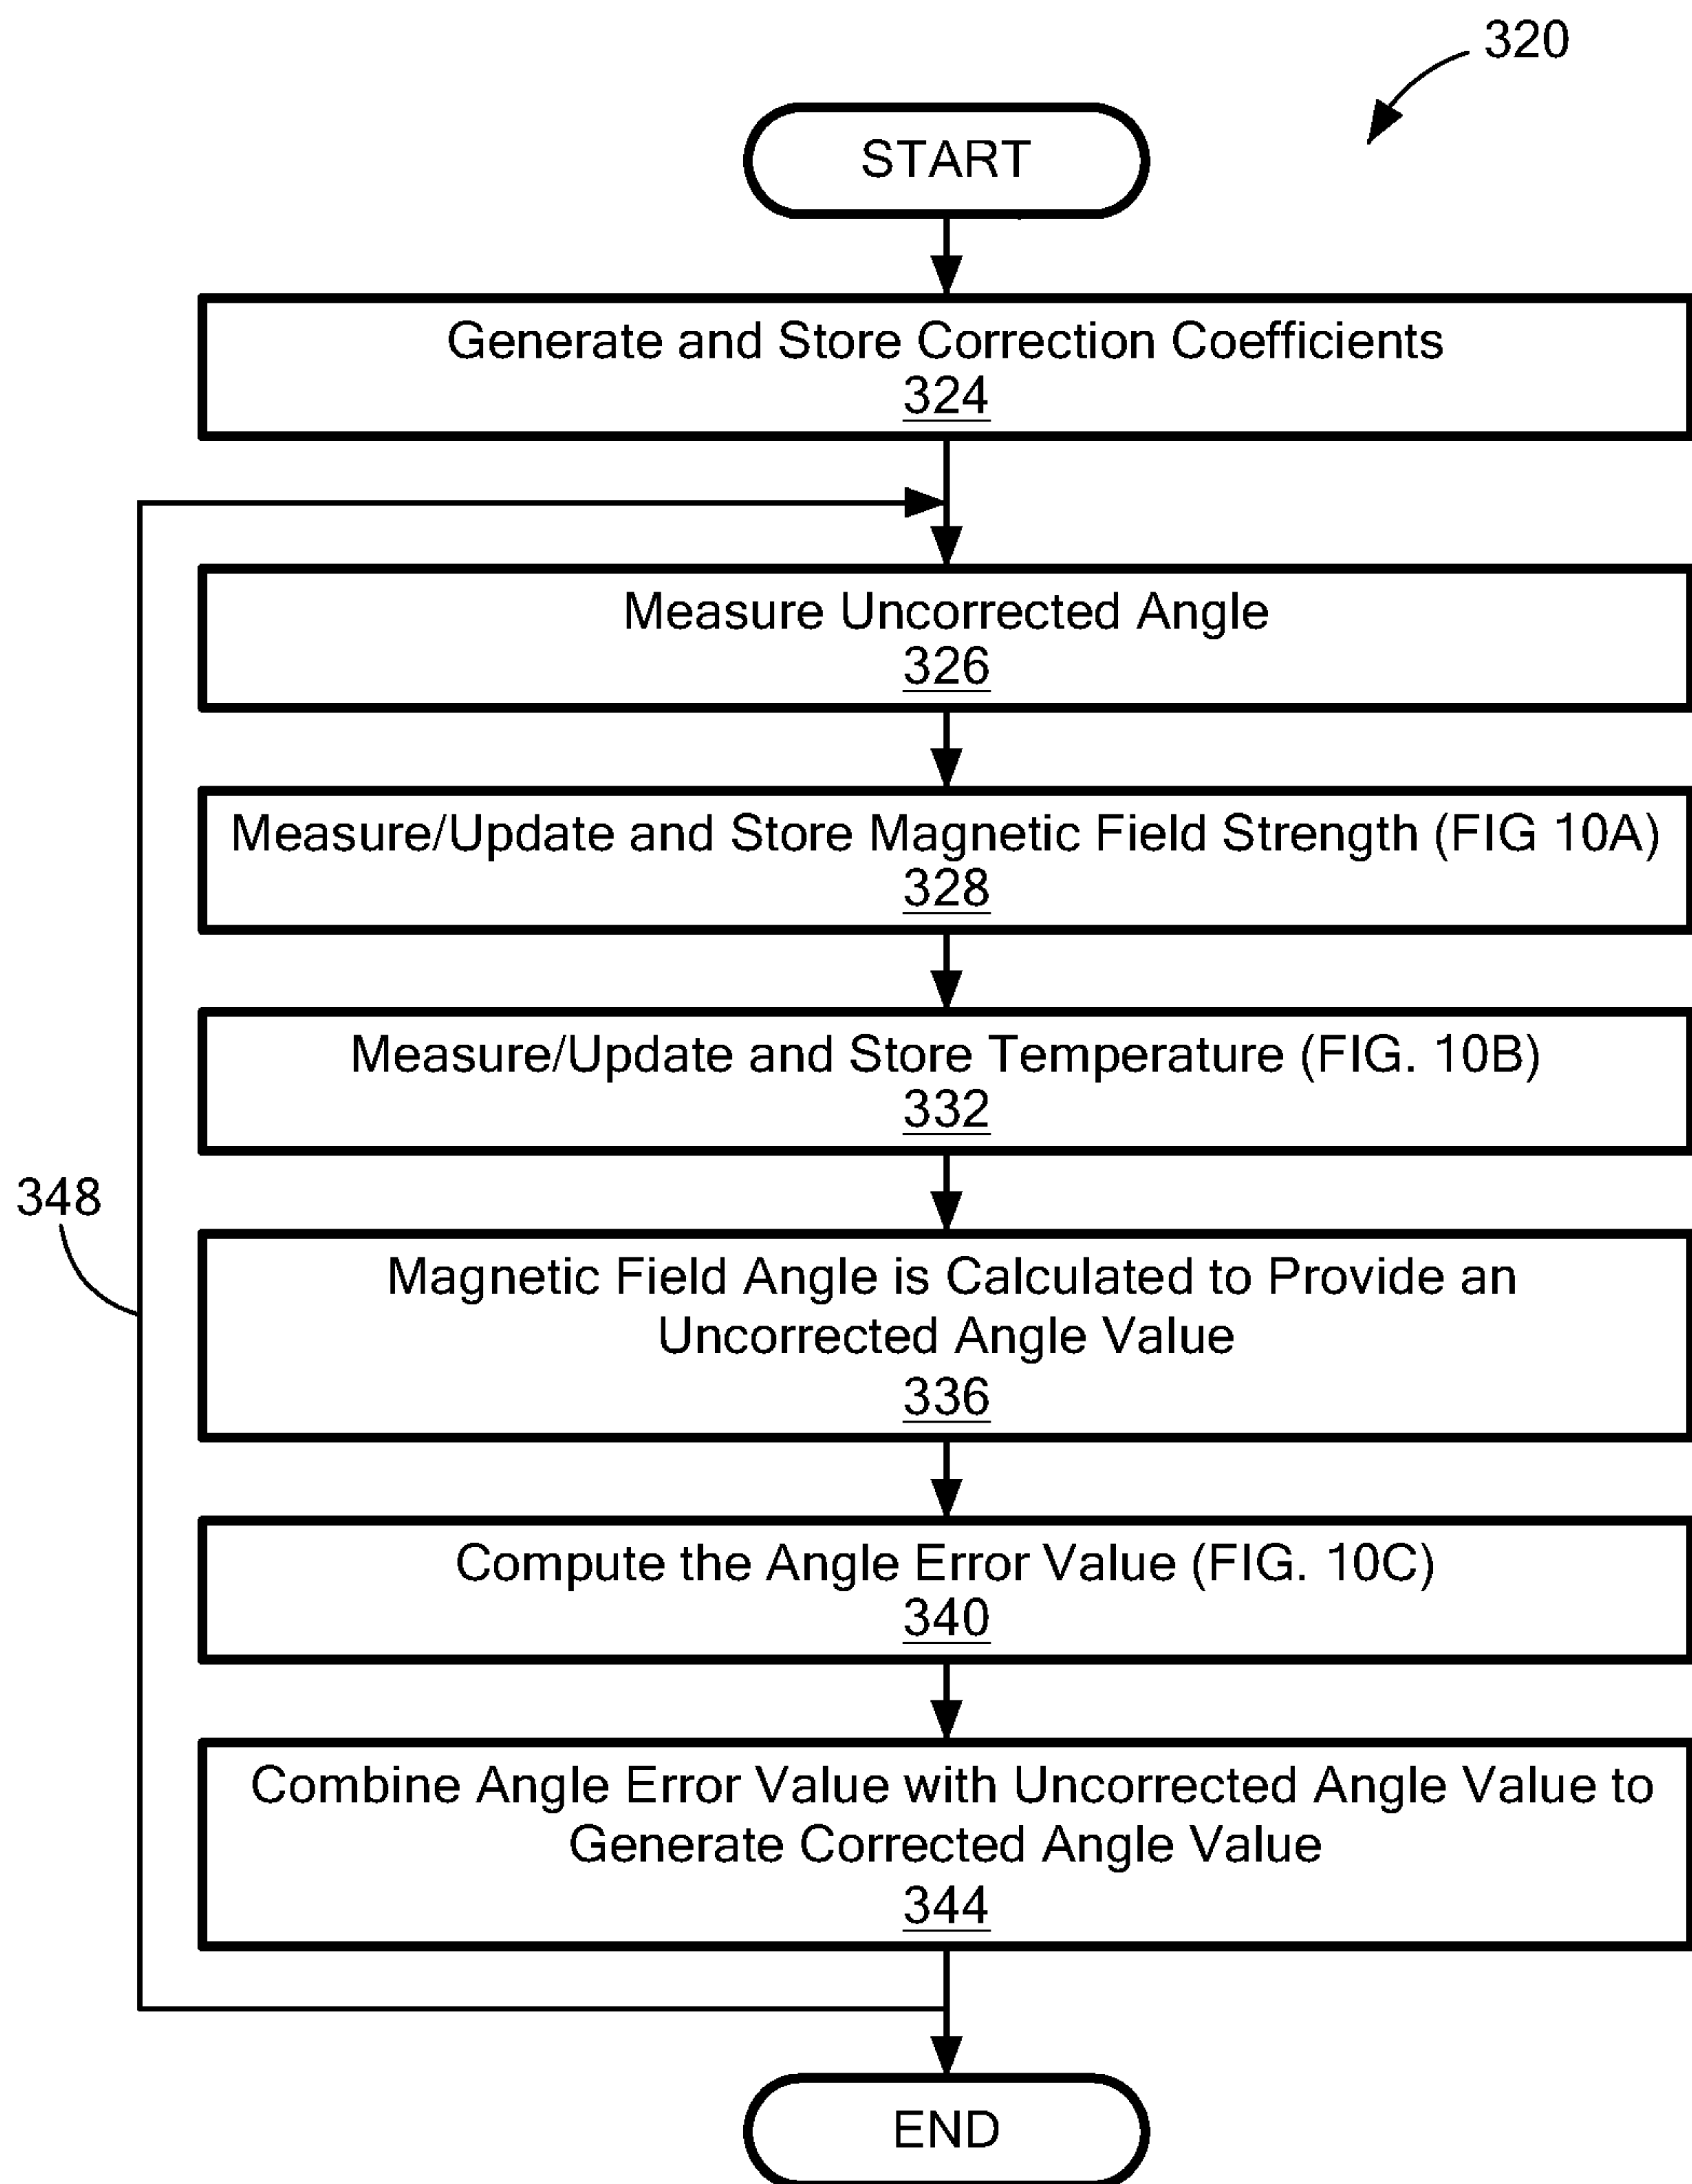 320
START
Generate and Store Correction Coefficients
324
Measure Uncorrected Angle
326
Measure/Update and Store Magnetic Field Strength (FIG 10A)
328
Measure/Update and Store Temperature (FIG. 10B)
332
348
Magnetic Field Angle is Calculated to Provide an
Uncorrected Angle Value
336
Compute the Angle Error Value (FIG. 10C)
340
Combine Angle Error Value with Uncorrected Angle Value to
Generate Corrected Angle Value
344
END